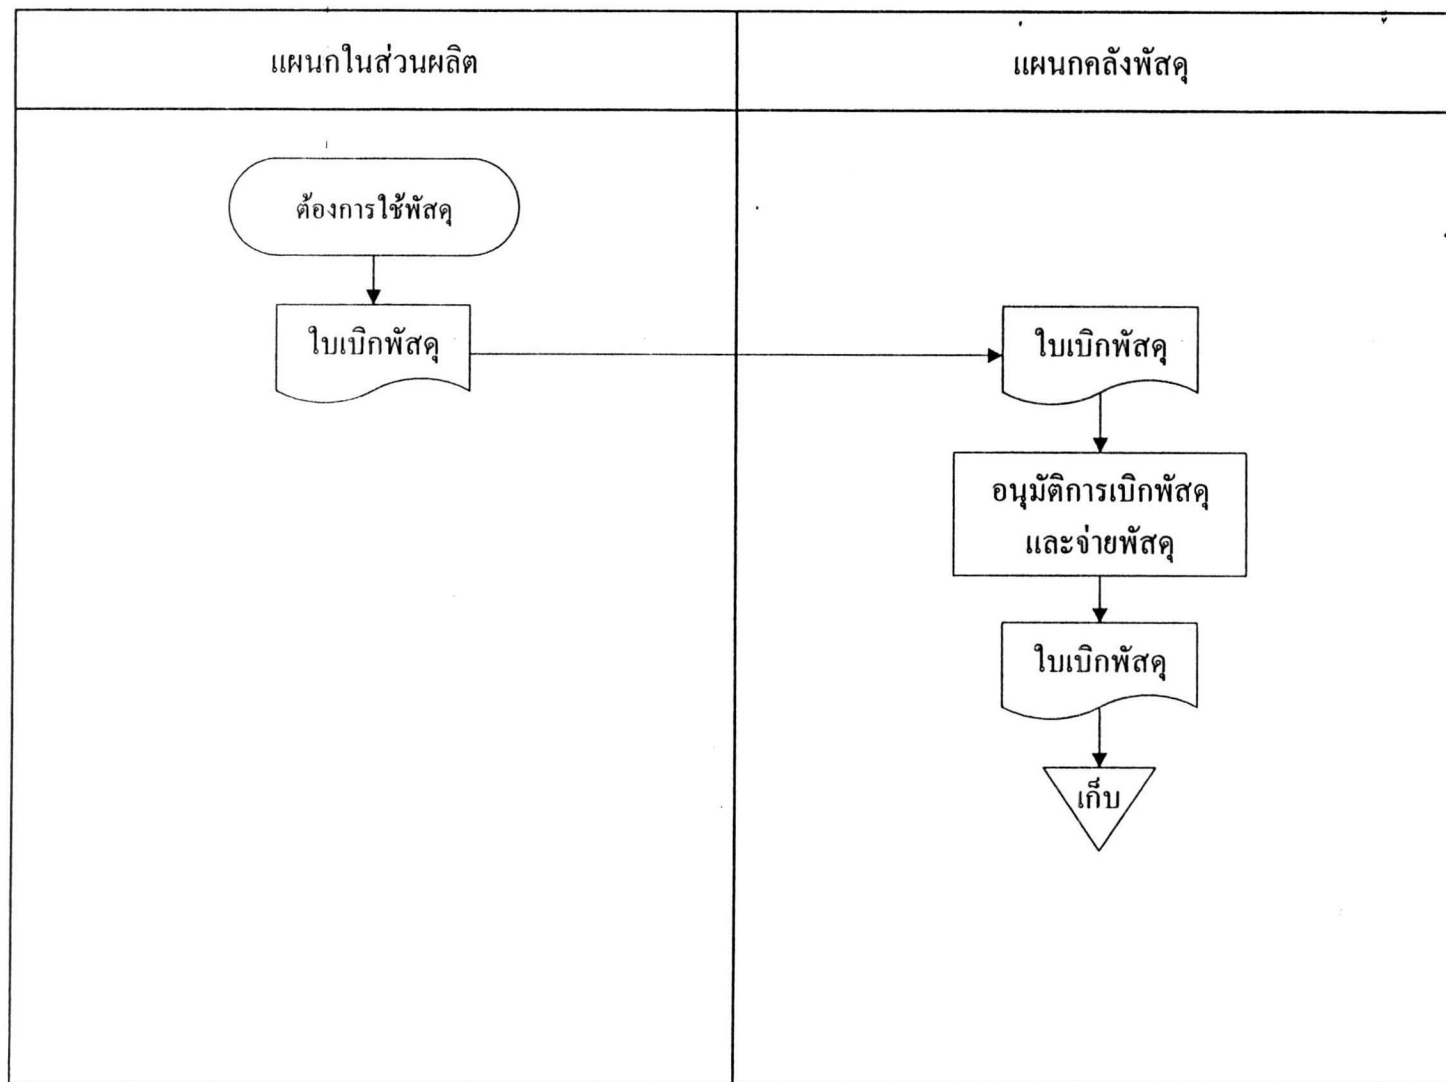 แผนกในส่วนผลิต
แผนกคลังพัสดุ
ต้องการใช้พัสดุ
ใบเบิกพัสดุ
ใบเบิกพัสดุ
อนุมัติการเบิกพัสดุ
และจ่ายพัสดุ
ใบเบิกพัสดุ
เก็บ